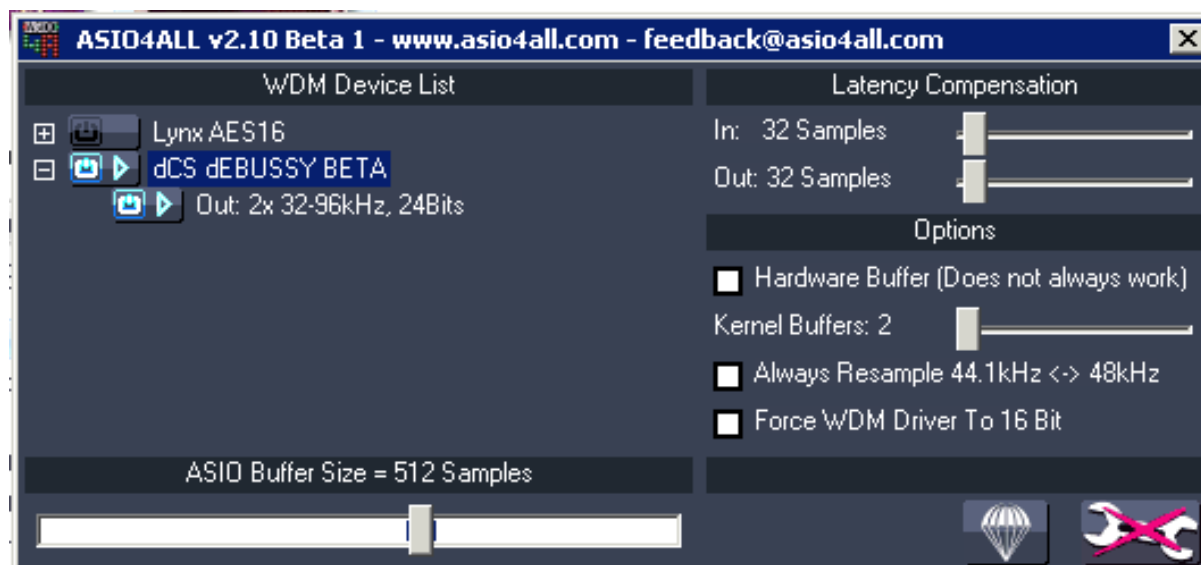 ASIO4ALL v2.10 Beta 1 - www.asio4all.com - feedback@asio4all.com
WDM Device List
Lynx AES16
dCS dEBUSSY BETA
Out: 2x 32-96kHz, 24Bits
ASIO Buffer Size = 512 Samples
Latency Compensation
In: 32 Samples
Out: 32 Samples
Options
Hardware Buffer (Does not always work)
Kernel Buffers: 2
Always Resample 44.1kHz <-> 48kHz
Force WDM Driver To 16 Bit